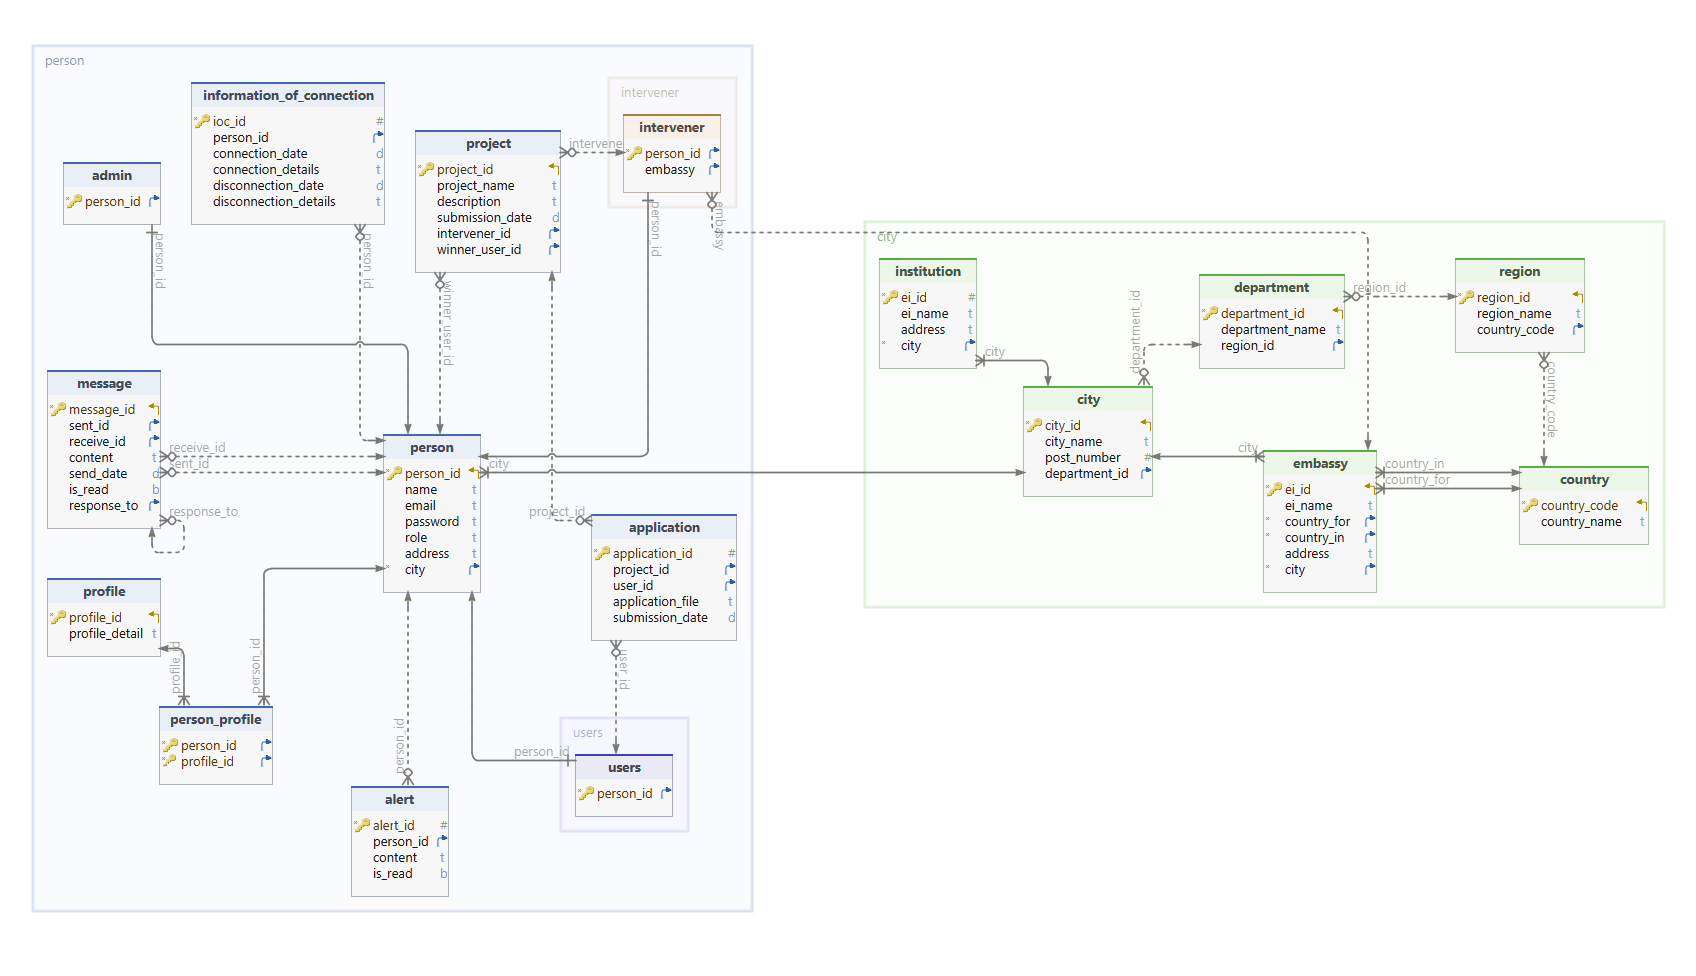 person
information_of_connection
ioc_id #
person_id
connection_date d
connection_details t
disconnection_date d
disconnection_details t
admin
person_id
project
project_id
project_name t
description t
submission_date d
intervener_id
winner_user_id
intervene
intervener
intervener
person_id
embassy
person_id
person_id
winner_user_id
person_id
embassy
message
message_id
sent_id
receive_id
content t
send_date d
is_read b
response_to
receive_id
sent_id
response_to
person
person_id
name t
email t
password t
role t
address t
city
city
project_id
application
application_id #
project_id
user_id
application_file t
submission_date d
profile
profile_id
profile_detail t
profile_id
person_id
person_profile
person_id
profile_id
person_id
alert
alert_id #
person_id
content t
is_read b
user_id
users
person_id
users
person_id
city
institution
ei_id #
ei_name t
address t
city
city
department_id
department
department_id
department_name t
region_id
region_id
region
region_id
region_name t
country_code
country_code
city
city_id
city_name t
post_number #
department_id
city
embassy
ei_id
ei_name t
country_for
country_in
address t
city
country_in
country_for
country
country_code
country_name t